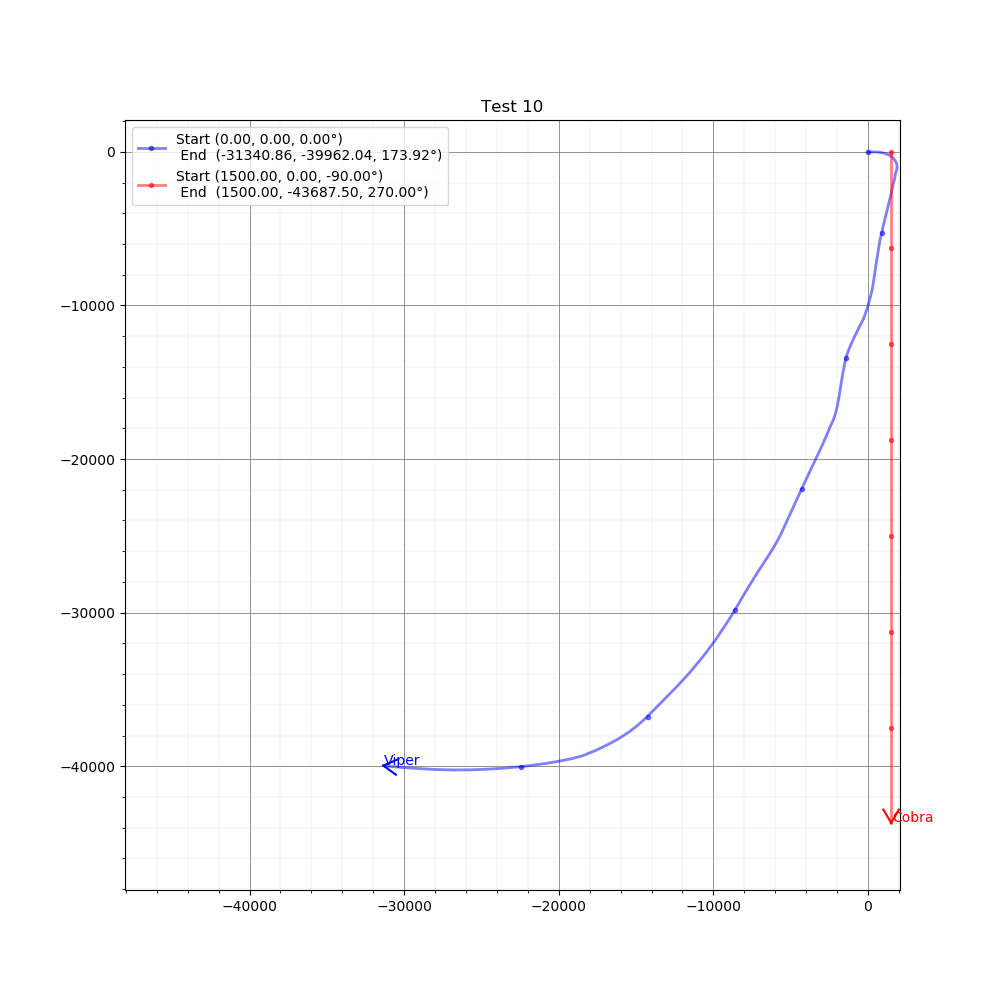 Test 10
Start (0.00, 0.00, 0.00°)
End  (-31340.86, -39962.04, 173.92°)
Start (1500.00, 0.00, -90.00°)
End  (1500.00, -43687.50, 270.00°)
0
−10000
−20000
−30000
−40000
Viper
Cobra
−40000
−30000
−20000
−10000
0